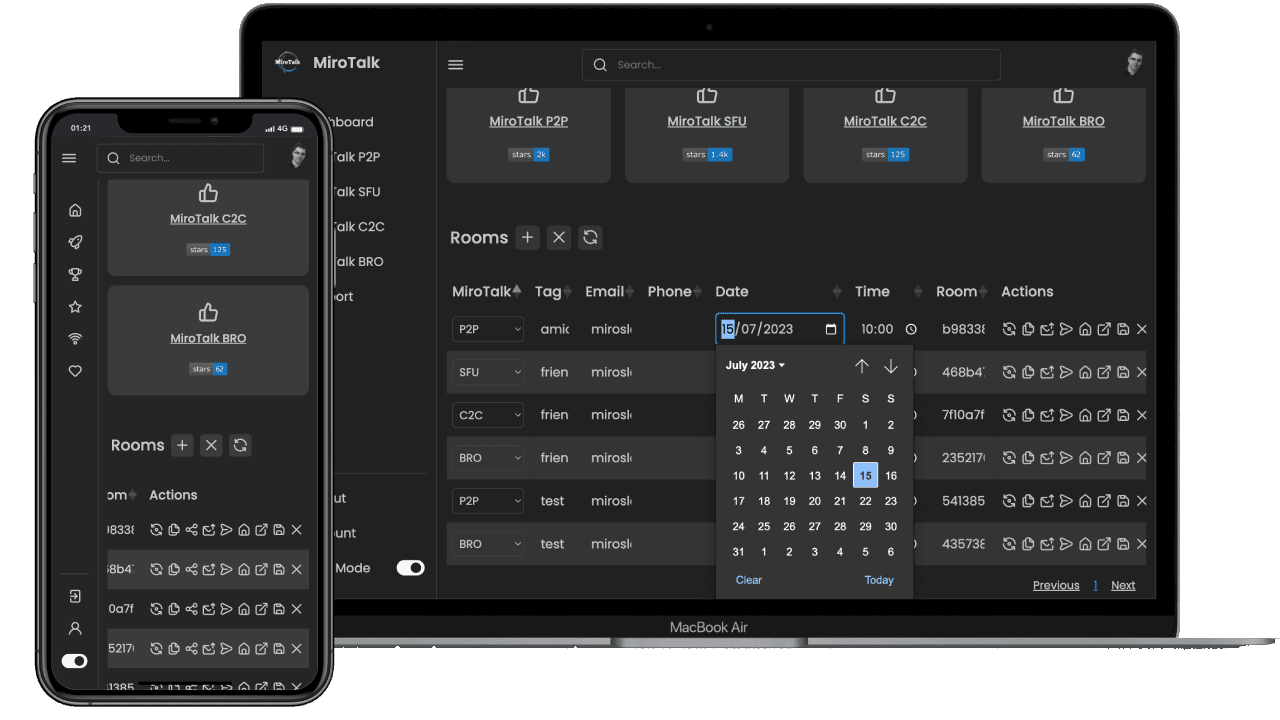 MiroTalk
MiroTalk
Search...
MiroTalk P2P
MiroTalk SFU
MiroTalk C2C
MiroTalk BRO
stars 2k
stars 1.4k
stars 125
stars 62
board
Talk P2P
Talk SFU
Talk C2C
Talk BRO
ort
ut
unt
Mode
Rooms
MiroTalk Tag Email Phone Date Time Room Actions
P2P amic mirosl 15/07/2023 10:00 b98338
SFU frien mirosl 468b4
C2C frien mirosl 7f10a7f
BRO frien mirosl 235217
P2P test mirosl 541385
BRO test mirosl 435738
July 2023
M T W T F S S
26 27 28 29 30 1 2
3 4 5 6 7 8 9
10 11 12 13 14 15 16
17 18 19 20 21 22 23
24 25 26 27 28 29 30
31 1 2 3 4 5 6
Clear Today
Previous 1 Next
MacBook Air
01:21 4G
Search...
MiroTalk C2C
stars 125
MiroTalk BRO
stars 62
Rooms
om Actions
98338
68b4
0a7f
5217
41385